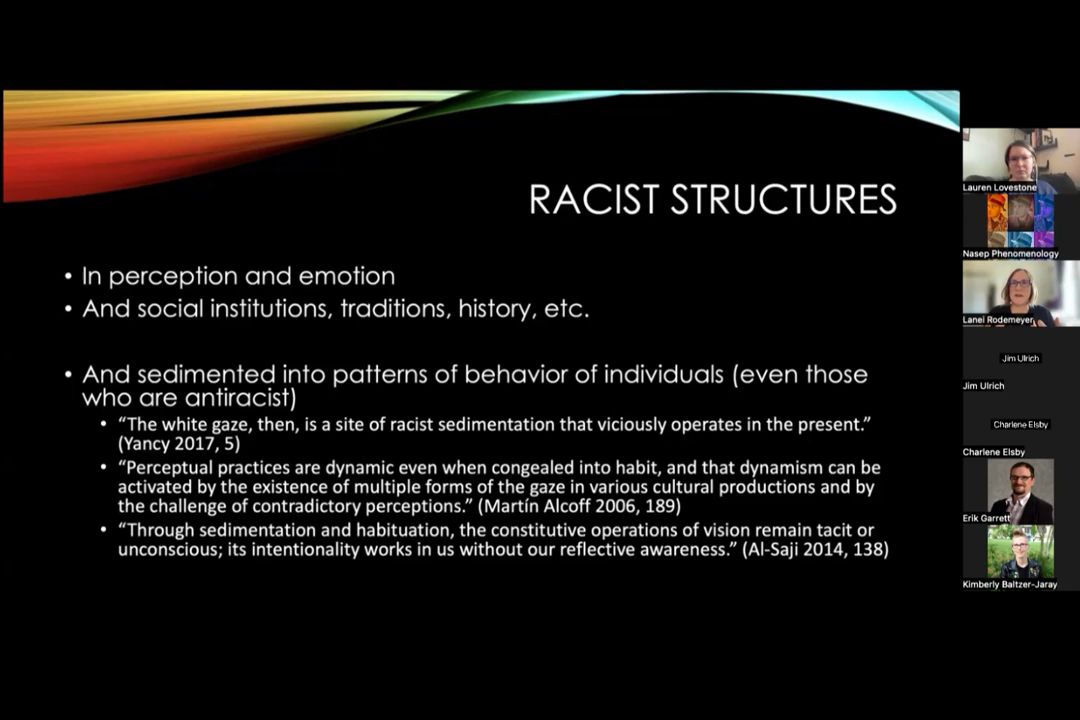 RACIST STRUCTURES
• In perception and emotion
• And social institutions, traditions, history, etc.
• And sedimented into patterns of behavior of individuals (even those
who are antiracist)
• “The white gaze, then, is a site of racist sedimentation that viciously operates in the present.”
(Yancy 2017, 5)
• “Perceptual practices are dynamic even when congealed into habit, and that dynamism can be
activated by the existence of multiple forms of the gaze in various cultural productions and by
the challenge of contradictory perceptions.” (Martín Alcoff 2006, 189)
• “Through sedimentation and habituation, the constitutive operations of vision remain tacit or
unconscious; its intentionality works in us without our reflective awareness.” (Al-Saji 2014, 138)
Lauren Lovestone
Nasep Phenomenology
Lanei Rodemeyer
Jim Ulrich
Jim Ulrich
Charlene Elsby
Charlene Elsby
Erik Garrett
Kimberly Baltzer-Jaray